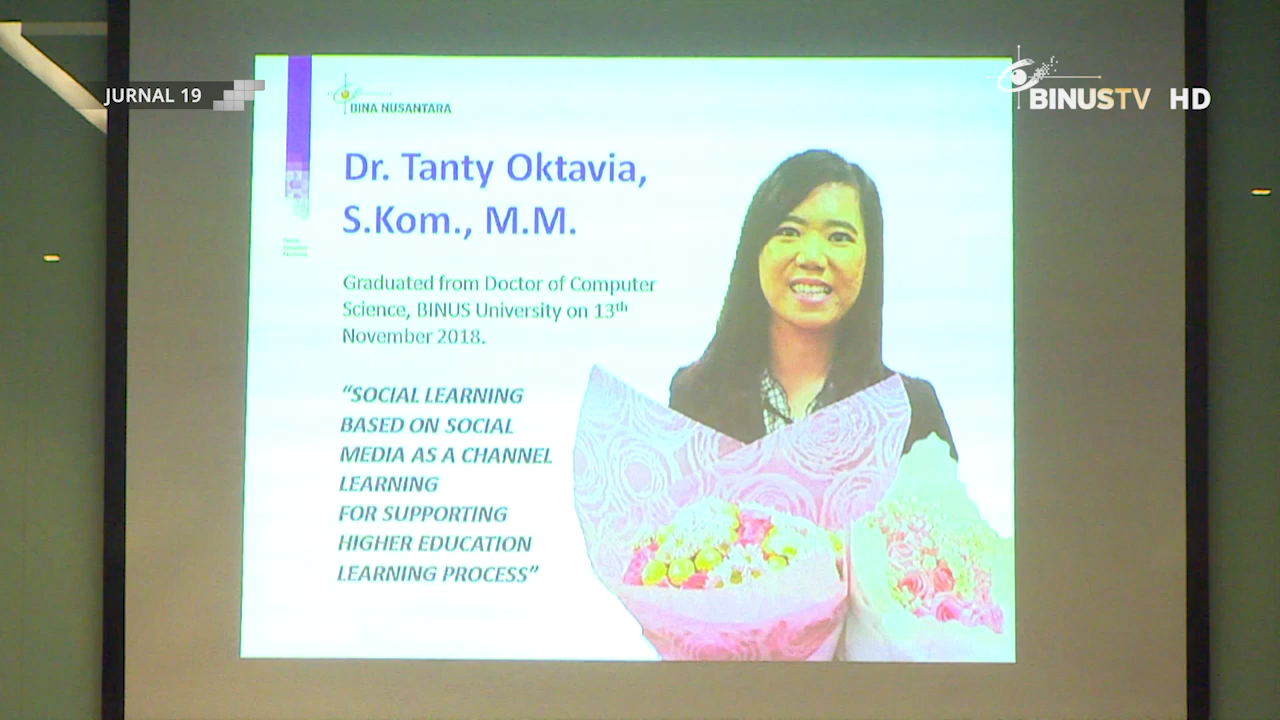 JURNAL 19
BINUSTV HD
BINA NUSANTARA
Dr. Tanty Oktavia,
S.Kom., M.M.
Graduated from Doctor of Computer
Science, BINUS University on 13th
November 2018.
“SOCIAL LEARNING
BASED ON SOCIAL
MEDIA AS A CHANNEL
LEARNING
FOR SUPPORTING
HIGHER EDUCATION
LEARNING PROCESS”